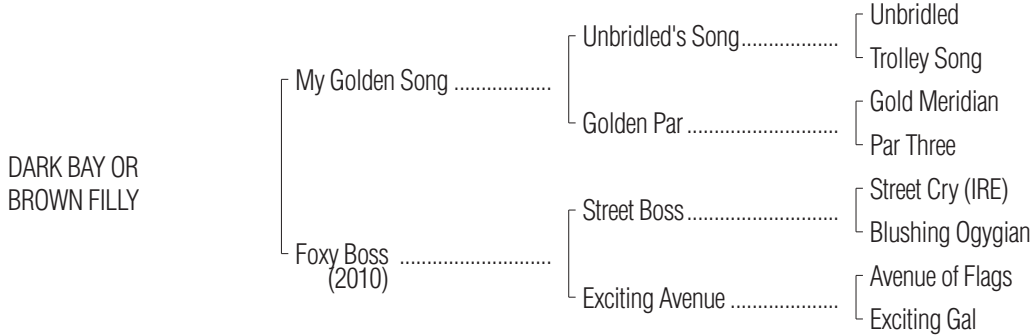 DARK BAY OR
BROWN FILLY
My Golden Song ..................
Foxy Boss ............................
(2010)
Unbridled's Song..................
Golden Par ............................
Street Boss............................
Exciting Avenue ....................
Unbridled
Trolley Song
Gold Meridian
Par Three
Street Cry (IRE)
Blushing Ogygian
Avenue of Flags
Exciting Gal